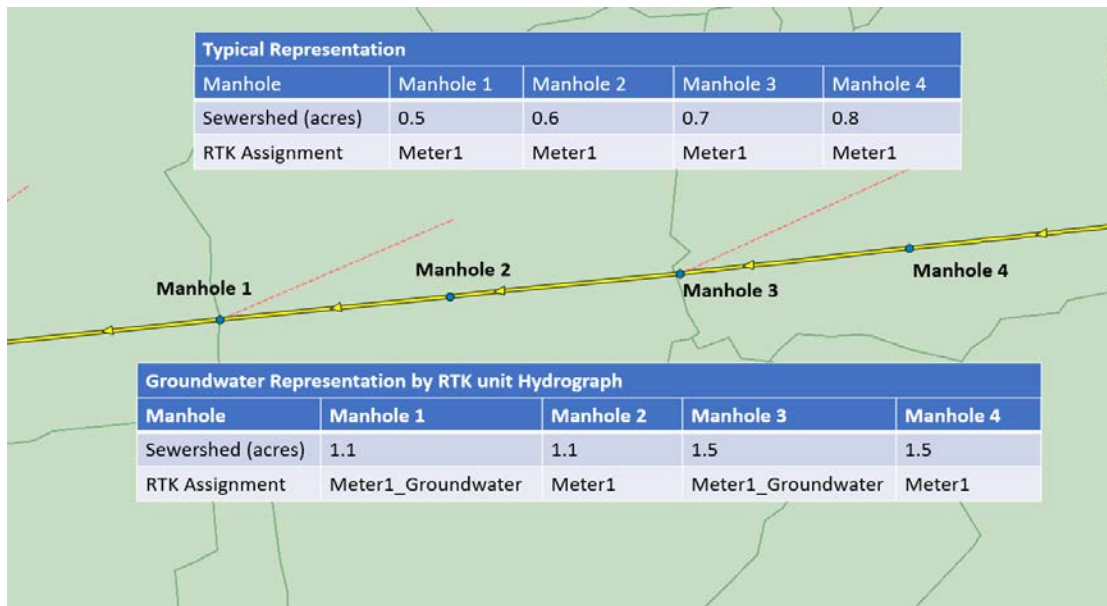 Typical Representation
Manhole Manhole 1 Manhole 2 Manhole 3 Manhole 4
Sewershed (acres) 0.5 0.6 0.7 0.8
RTK Assignment Meter1 Meter1 Meter1 Meter1
Manhole 4
Manhole 2
Manhole 3
Manhole 1
Groundwater Representation by RTK unit Hydrograph
Manhole Manhole 1 Manhole 2 Manhole 3 Manhole 4
Sewershed (acres) 1.1 1.1 1.5 1.5
RTK Assignment Meter1_Groundwater Meter1 Meter1_Groundwater Meter1